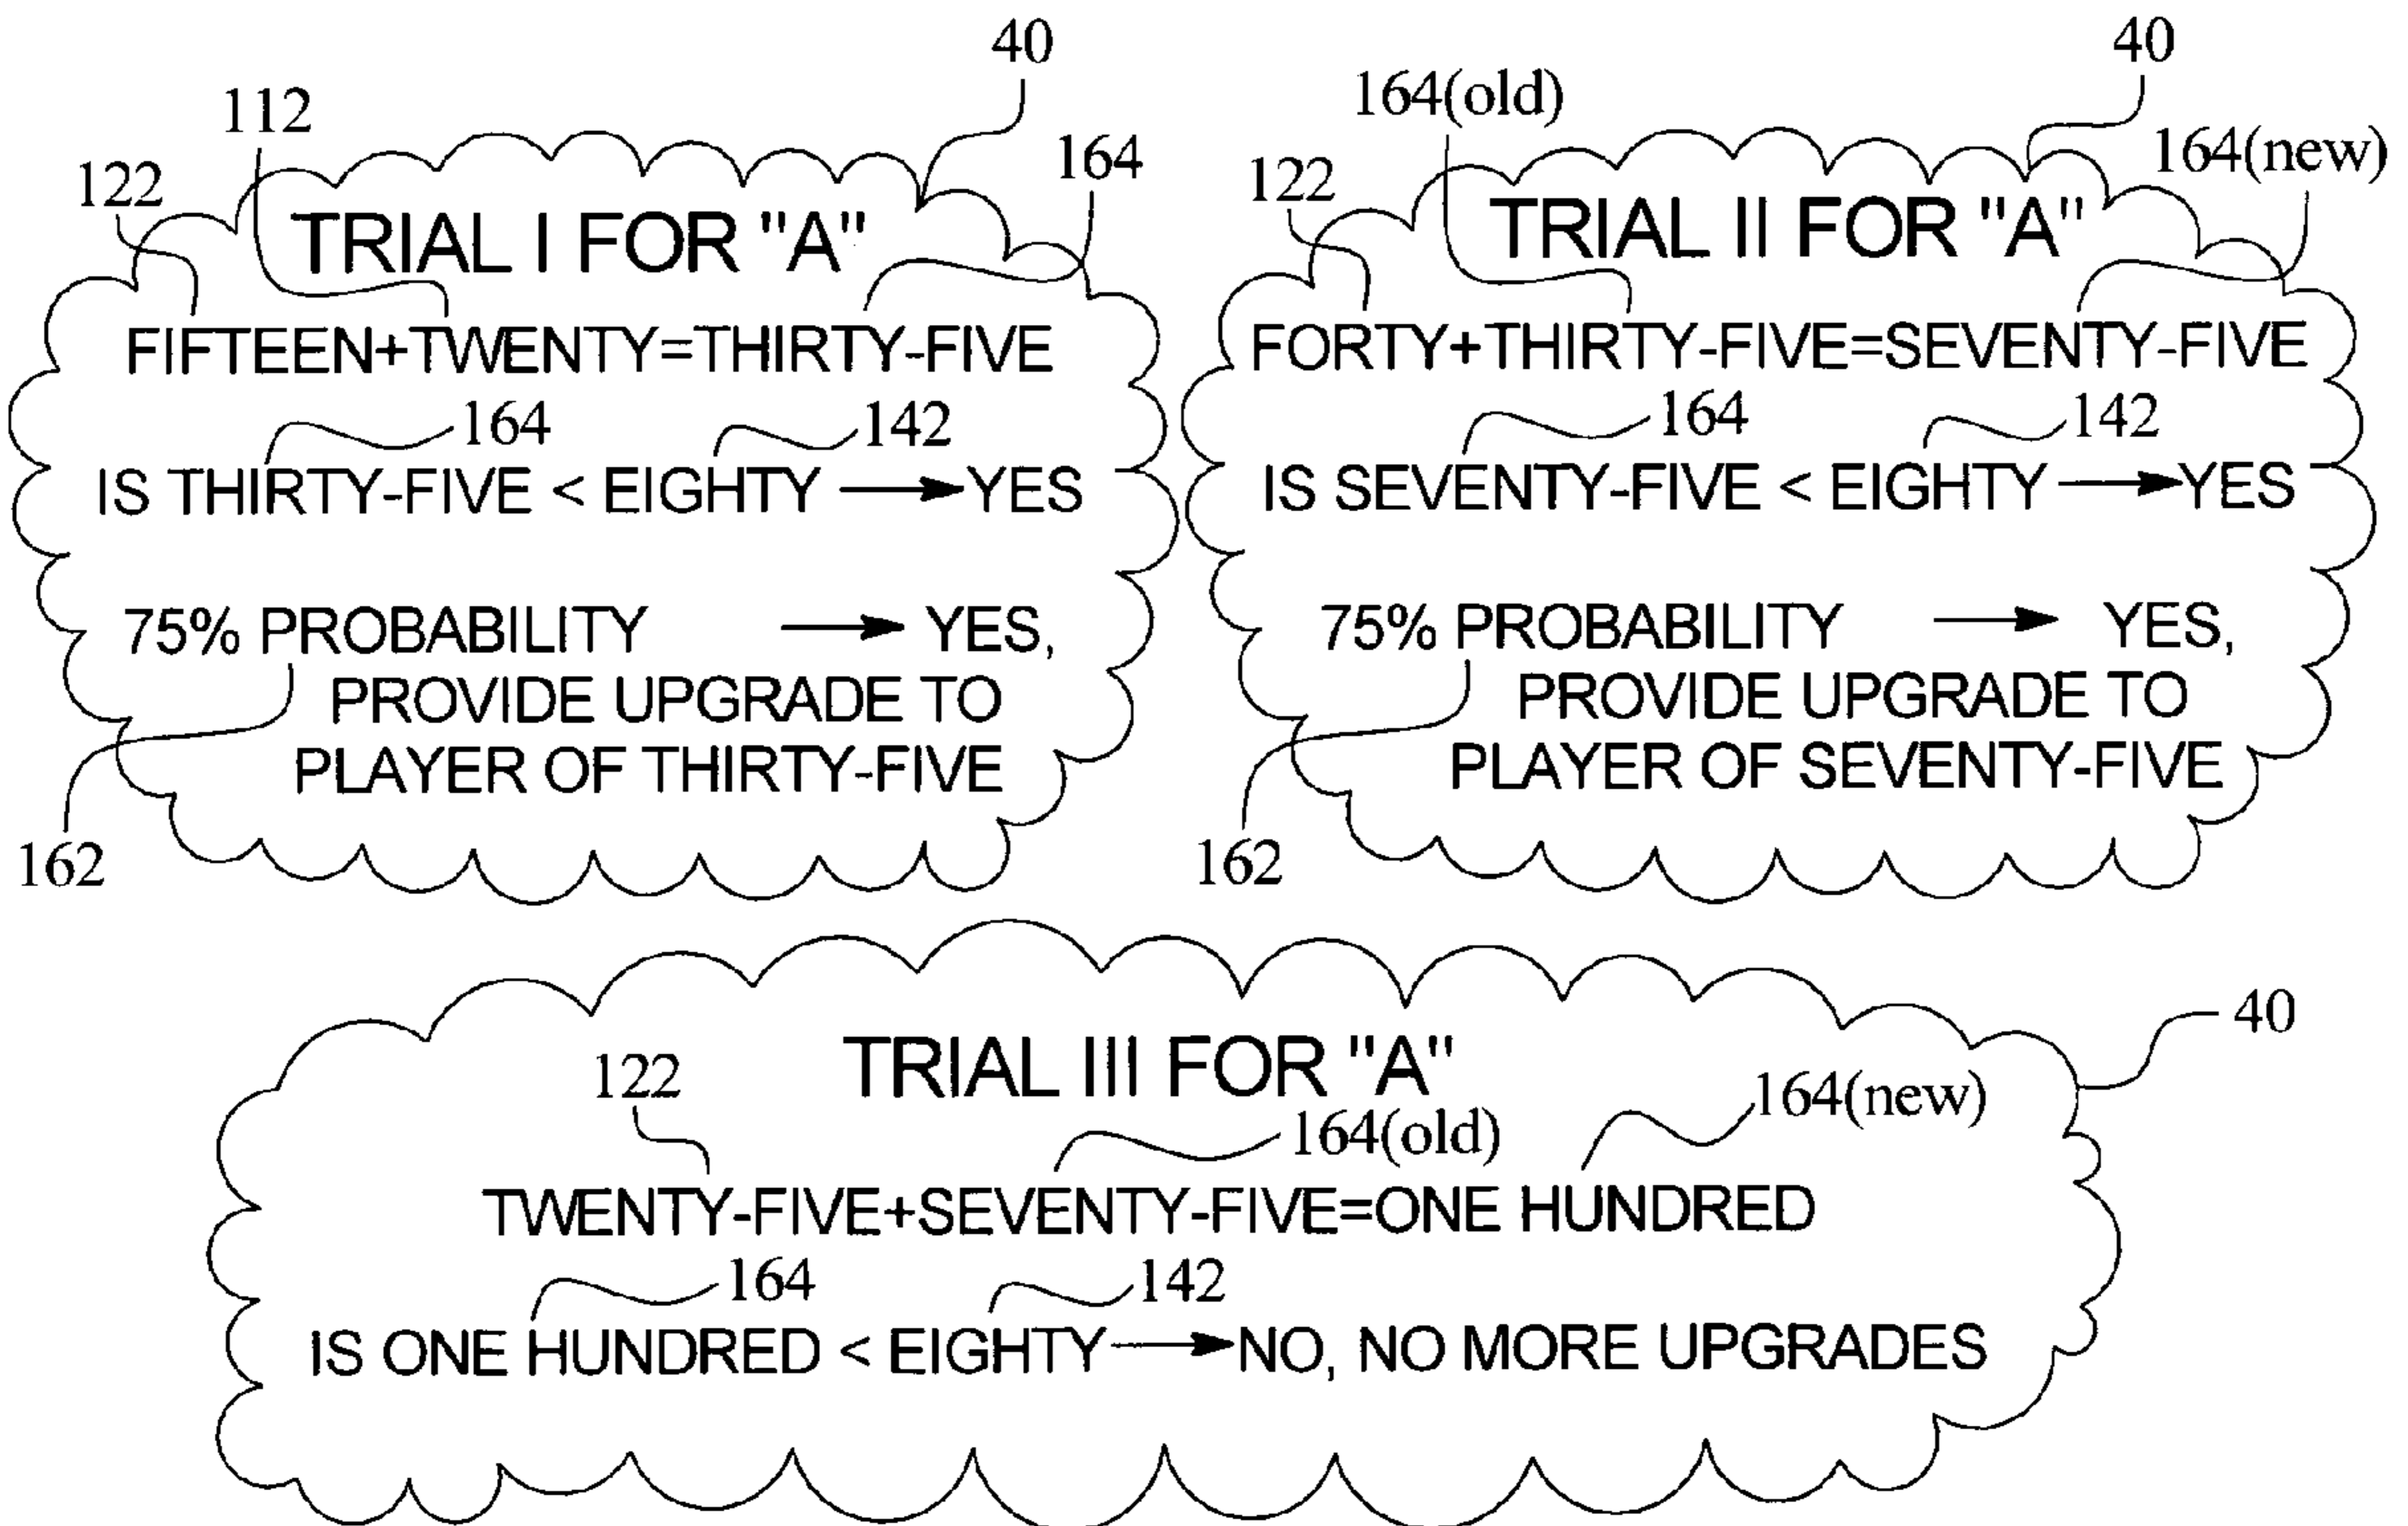 40
112
122
164
TRIAL I FOR "A"
FIFTEEN+TWENTY=THIRTY-FIVE
164
142
IS THIRTY-FIVE < EIGHTY → YES
75% PROBABILITY → YES,
PROVIDE UPGRADE TO
PLAYER OF THIRTY-FIVE
162
40
164(old)
164(new)
122
TRIAL II FOR "A"
FORTY+THIRTY-FIVE=SEVENTY-FIVE
164
142
IS SEVENTY-FIVE < EIGHTY → YES
75% PROBABILITY → YES,
PROVIDE UPGRADE TO
PLAYER OF SEVENTY-FIVE
162
40
TRIAL III FOR "A"
122
164(new)
164(old)
TWENTY-FIVE+SEVENTY-FIVE=ONE HUNDRED
164
142
IS ONE HUNDRED < EIGHTY → NO, NO MORE UPGRADES